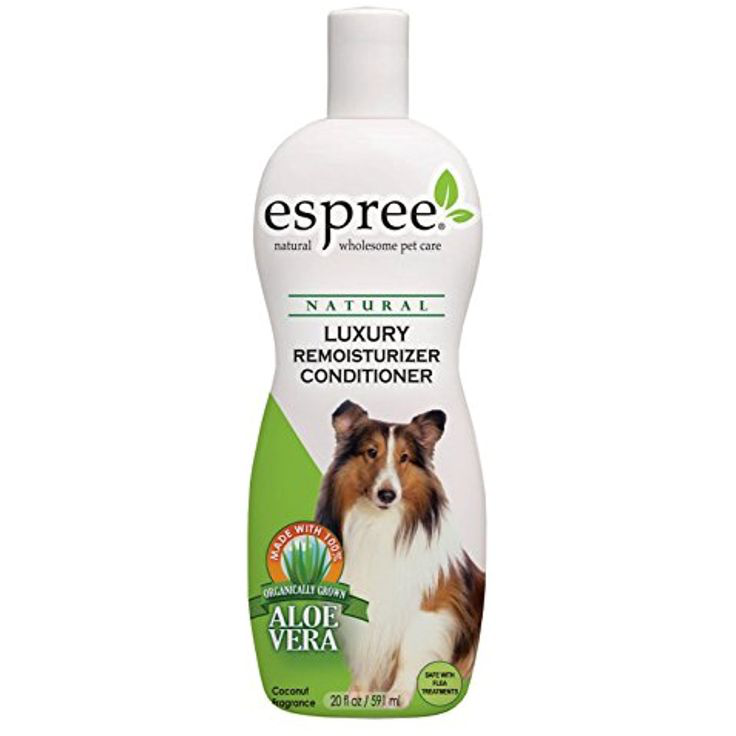 espree®
natural wholesome pet care
NATURAL
LUXURY
REMOISTURIZER
CONDITIONER
MADE WITH 100%
ORGANICALLY GROWN
ALOE
VERA
Coconut
Fragrance
20 fl oz / 591 ml
SAFE WITH
FLEA
TREATMENTS